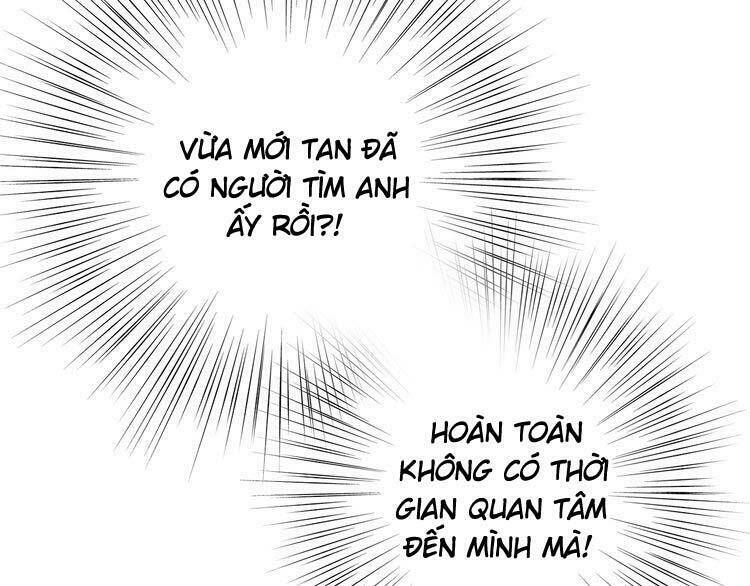 VỪA MỚI TAN ĐÃ
CÓ NGƯỜI TÌM ANH
ẤY RỒI?!
HOÀN TOÀN
KHÔNG CÓ THỜI
GIAN QUAN TÂM
ĐẾN MÌNH MÀ!